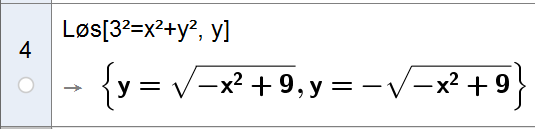 4
Løs[3²=x²+y², y]
→ {y = √(−x² + 9), y = −√(−x² + 9)}